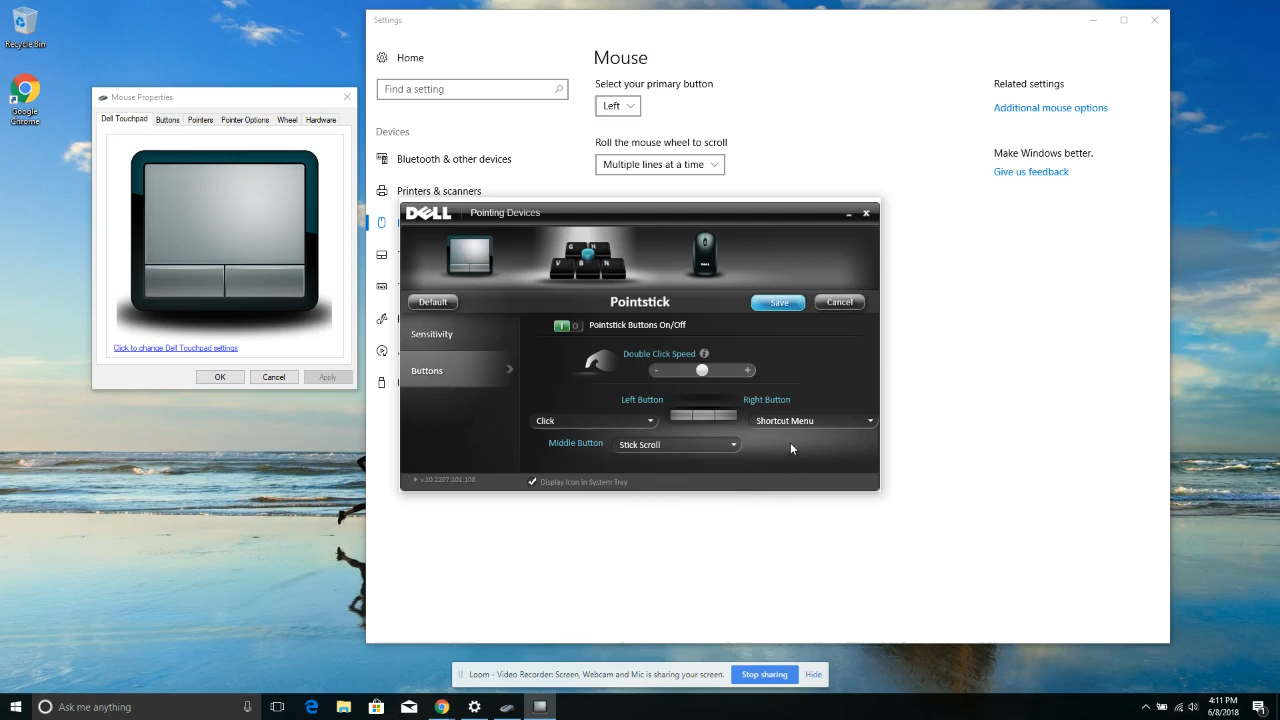 Recycle Bin
Google
Chrome
Mouse Properties
Dell Touchpad
Buttons
Pointers
Pointer Options
Wheel
Hardware
Click to change Dell Touchpad settings
OK
Cancel
Apply
Settings
Home
Find a setting
Devices
Bluetooth & other devices
Printers & scanners
Mouse
Select your primary button
Left
Roll the mouse wheel to scroll
Multiple lines at a time
Related settings
Additional mouse options
Make Windows better.
Give us feedback
DELL
Pointing Devices
G H
V B N
DELL
Default
Pointstick
Save
Cancel
Sensitivity
Buttons
Pointstick Buttons On/Off
Double Click Speed
- +
Left Button
Right Button
Click
Shortcut Menu
Middle Button
Stick Scroll
v.10.2207.101.108
Display Icon in System Tray
Loom - Video Recorder: Screen, Webcam and Mic is sharing your screen.
Stop sharing
Hide
Ask me anything
4:11 PM
6/8/2018